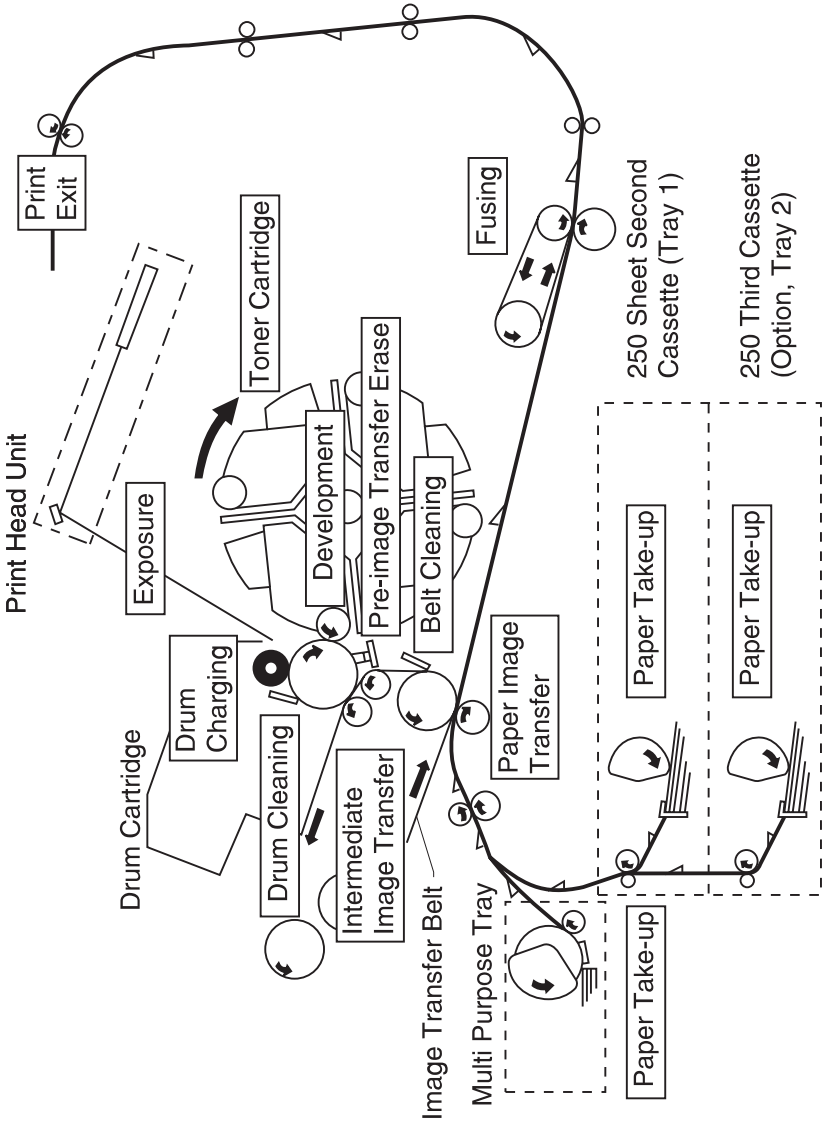 Print Head Unit
Print
Exit
Exposure
Toner Cartridge
Drum Cartridge
Drum
Charging
Development
Pre-image Transfer Erase
Belt Cleaning
Fusing
Drum Cleaning
Intermediate
Image Transfer
Image Transfer Belt
Paper Image
Transfer
Multi Purpose Tray
Paper Take-up
Paper Take-up
250 Sheet Second
Cassette (Tray 1)
Paper Take-up
250 Third Cassette
(Option, Tray 2)